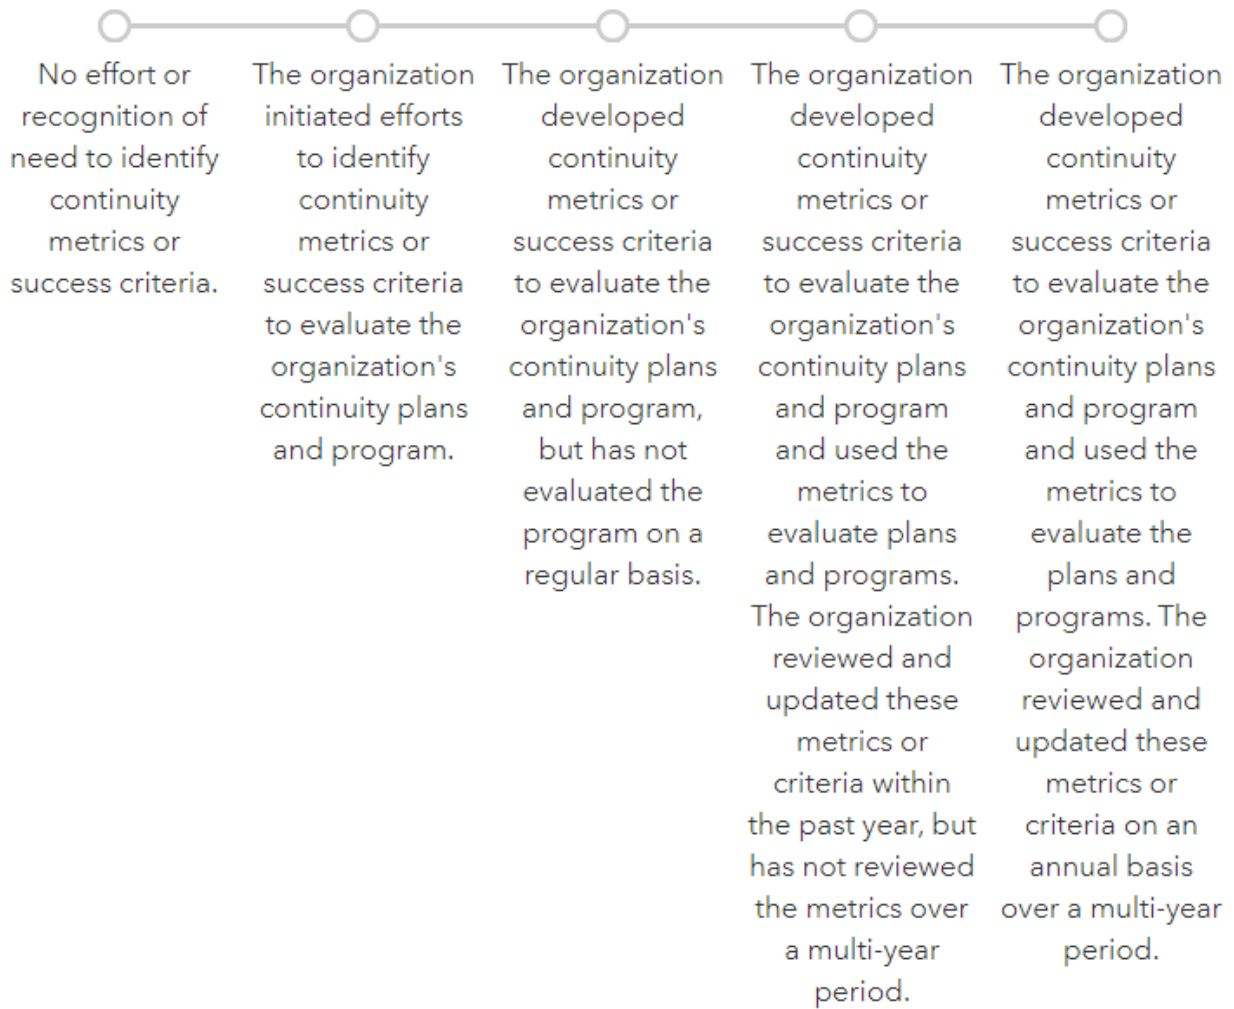 No effort or
recognition of
need to identify
continuity
metrics or
success criteria.
The organization
initiated efforts
to identify
continuity
metrics or
success criteria
to evaluate the
organization's
continuity plans
and program.
The organization
developed
continuity
metrics or
success criteria
to evaluate the
organization's
continuity plans
and program,
but has not
evaluated the
program on a
regular basis.
The organization
developed
continuity
metrics or
success criteria
to evaluate the
organization's
continuity plans
and program
and used the
metrics to
evaluate plans
and programs.
The organization
reviewed and
updated these
metrics or
criteria within
the past year, but
has not reviewed
the metrics over
a multi-year
period.
The organization
developed
continuity
metrics or
success criteria
to evaluate the
organization's
continuity plans
and program
and used the
metrics to
evaluate the
plans and
programs. The
organization
reviewed and
updated these
metrics or
criteria on an
annual basis
over a multi-year
period.